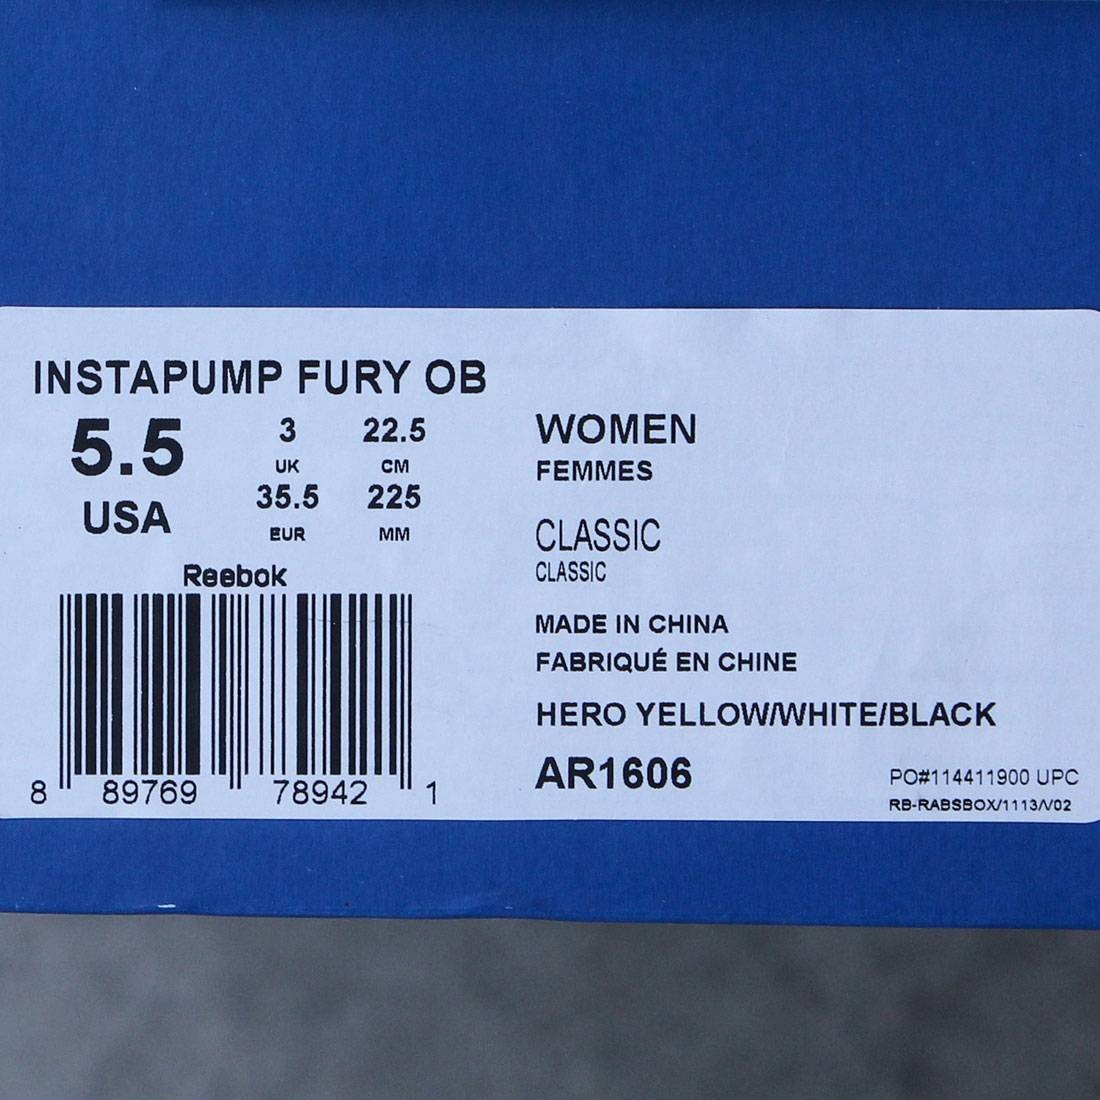 INSTAPUMP FURY OB
5.5
USA
3
UK
22.5
CM
35.5
EUR
225
MM
Reebok
8 89769 78942 1
WOMEN
FEMMES
CLASSIC
CLASSIC
MADE IN CHINA
FABRIQUÉ EN CHINE
HERO YELLOW/WHITE/BLACK
AR1606
PO#114411900 UPC
RB-RABSBOX/1113/V02